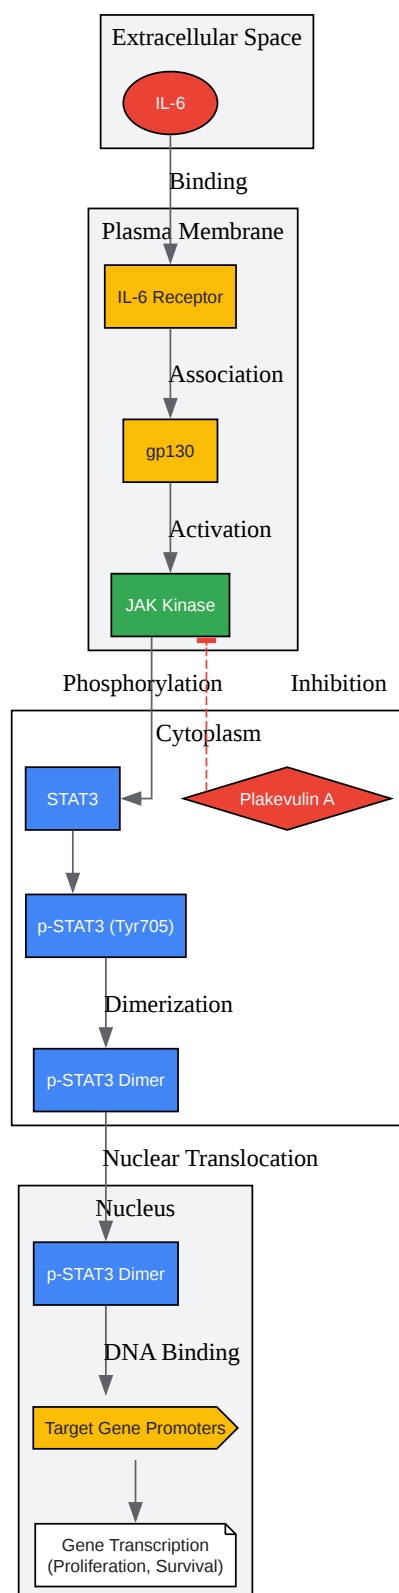 Extracellular Space
IL-6
Binding
Plasma Membrane
IL-6 Receptor
Association
gp130
Activation
JAK Kinase
Phosphorylation
Inhibition
Cytoplasm
STAT3
Plakevulin A
p-STAT3 (Tyr705)
Dimerization
p-STAT3 Dimer
Nuclear Translocation
Nucleus
p-STAT3 Dimer
DNA Binding
Target Gene Promoters
Gene Transcription
(Proliferation, Survival)